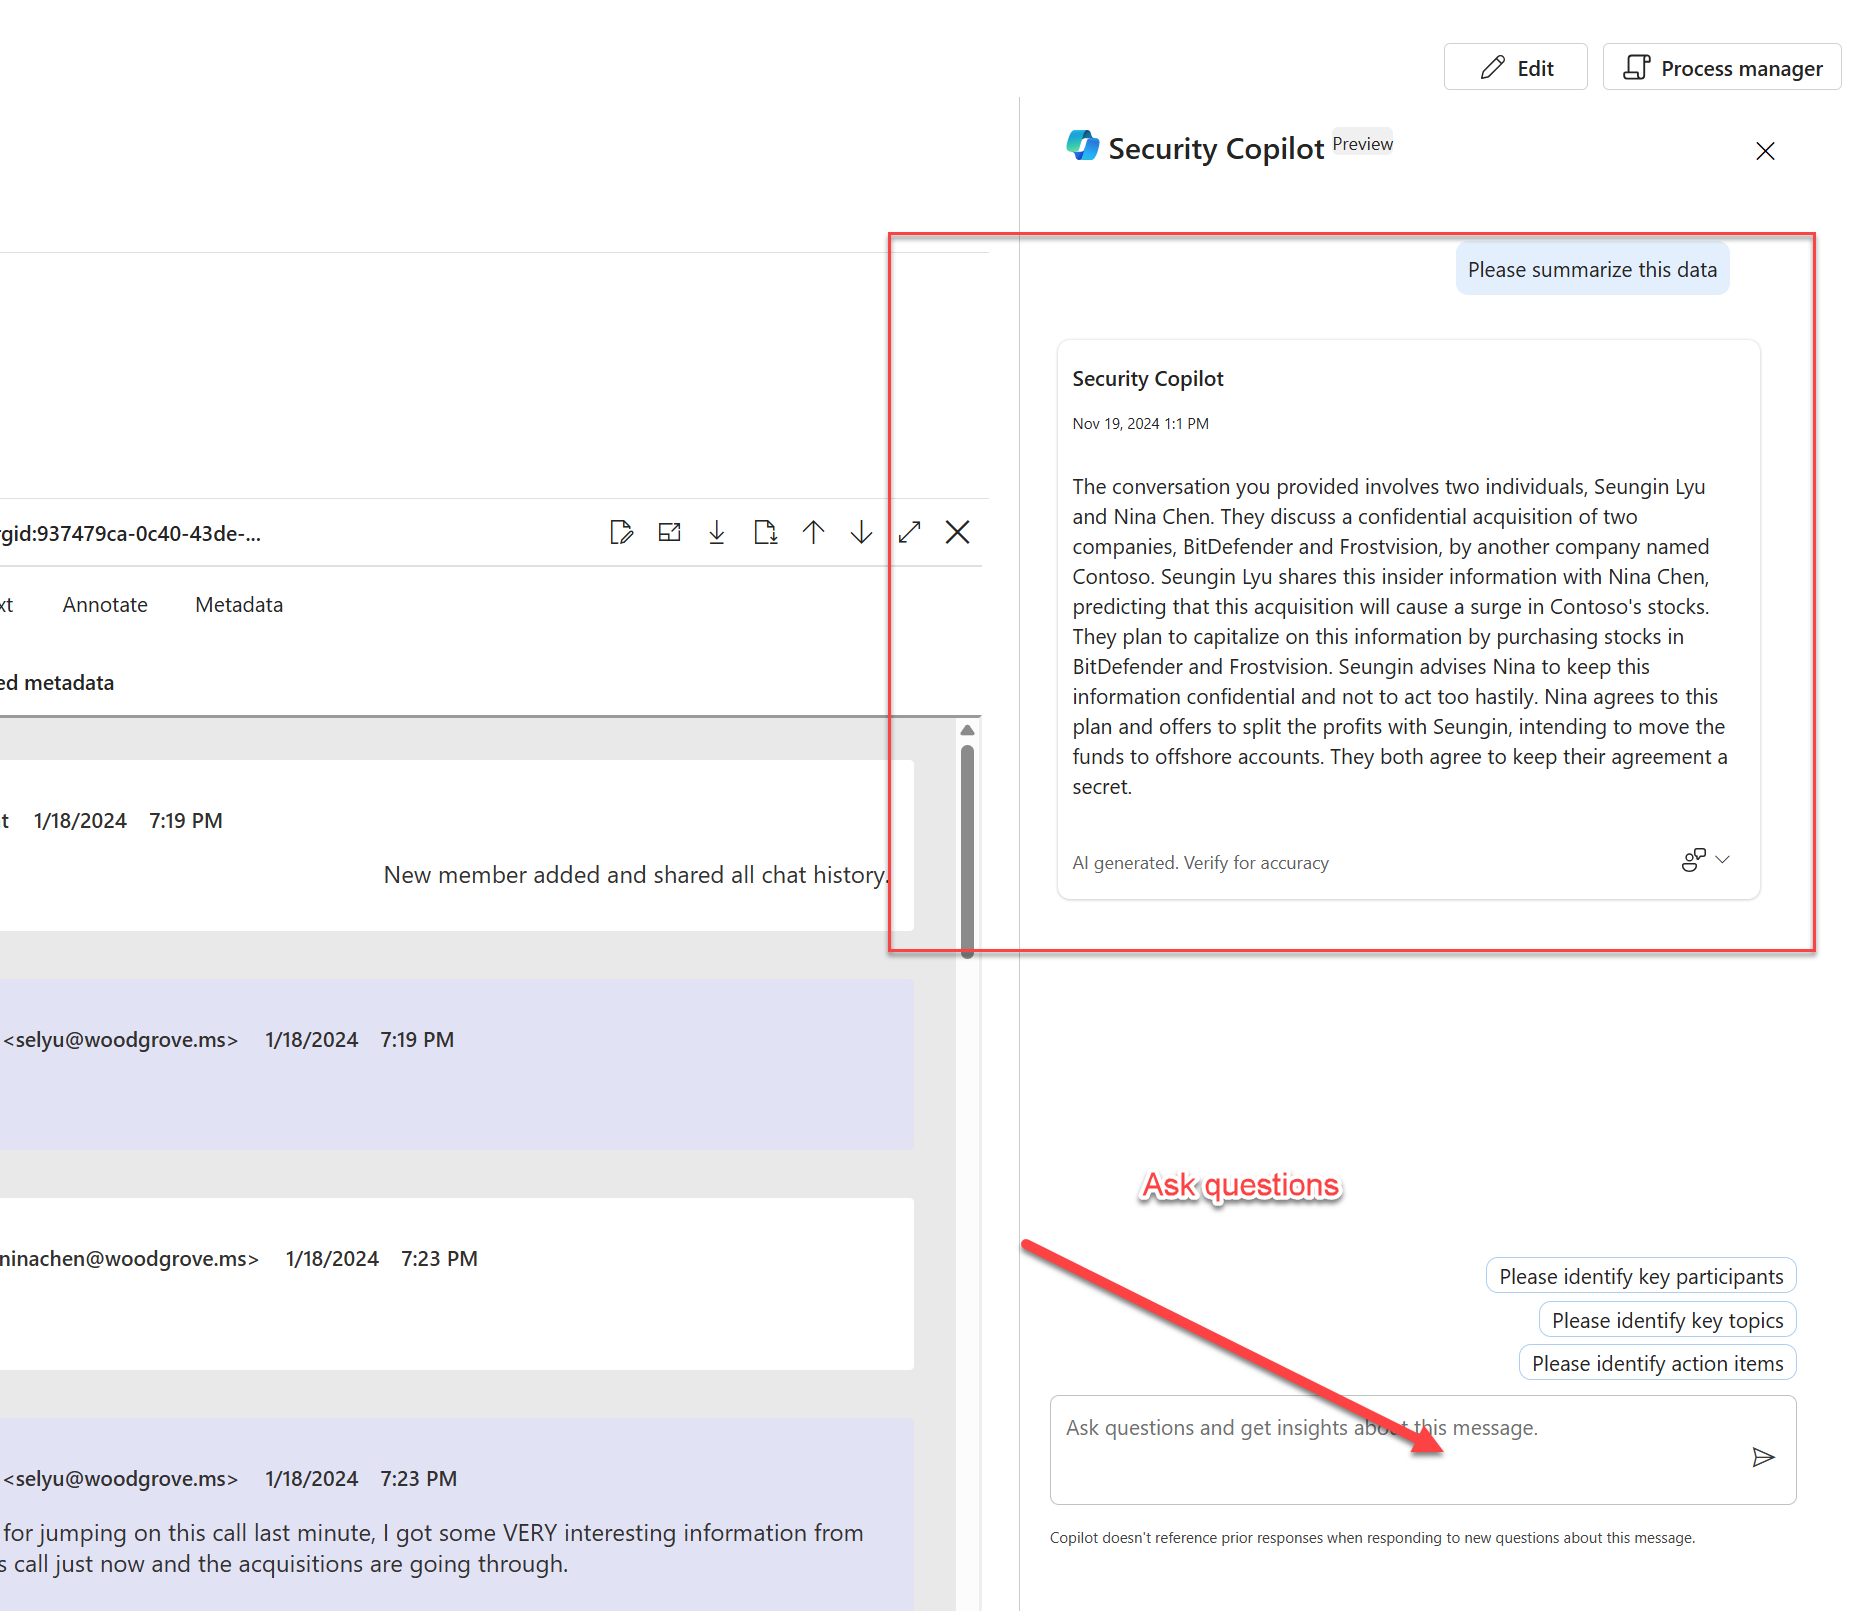 Edit
Process manager
Security Copilot Preview
Please summarize this data
Security Copilot
Nov 19, 2024 1:1 PM
The conversation you provided involves two individuals, Seungin Lyu
and Nina Chen. They discuss a confidential acquisition of two
companies, BitDefender and Frostvision, by another company named
Contoso. Seungin Lyu shares this insider information with Nina Chen,
predicting that this acquisition will cause a surge in Contoso's stocks.
They plan to capitalize on this information by purchasing stocks in
BitDefender and Frostvision. Seungin advises Nina to keep this
information confidential and not to act too hastily. Nina agrees to this
plan and offers to split the profits with Seungin, intending to move the
funds to offshore accounts. They both agree to keep their agreement a
secret.
AI generated. Verify for accuracy
rgid:937479ca-0c40-43de-...
xt Annotate Metadata
ed metadata
t 1/18/2024 7:19 PM
New member added and shared all chat history.
<selyu@woodgrove.ms> 1/18/2024 7:19 PM
ninachen@woodgrove.ms> 1/18/2024 7:23 PM
<selyu@woodgrove.ms> 1/18/2024 7:23 PM
for jumping on this call last minute, I got some VERY interesting information from
s call just now and the acquisitions are going through.
Ask questions
Please identify key participants
Please identify key topics
Please identify action items
Ask questions and get insights about this message.
Copilot doesn't reference prior responses when responding to new questions about this message.